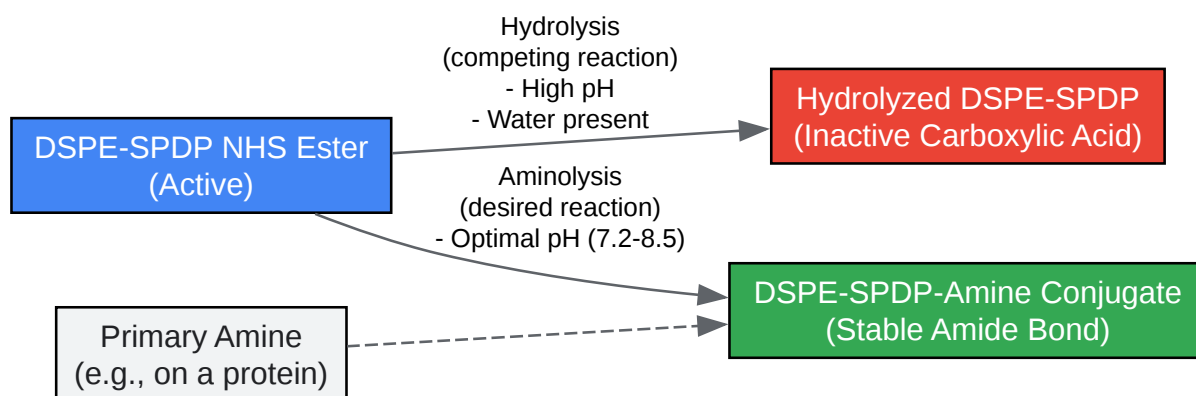 Hydrolysis
(competing reaction)
- High pH
- Water present
DSPE-SPDP NHS Ester
(Active)
Hydrolyzed DSPE-SPDP
(Inactive Carboxylic Acid)
Aminolysis
(desired reaction)
- Optimal pH (7.2-8.5)
DSPE-SPDP-Amine Conjugate
(Stable Amide Bond)
Primary Amine
(e.g., on a protein)